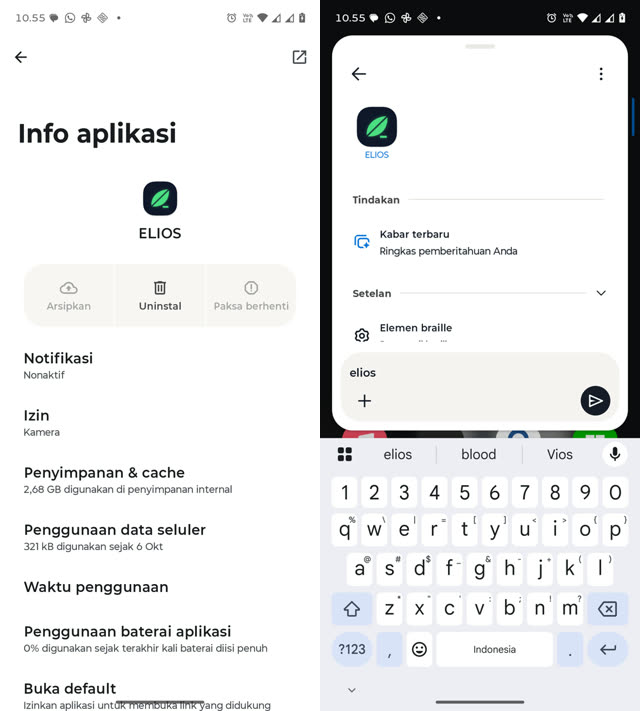 10.55
Info aplikasi
ELIOS
Arsipkan
Uninstal
Paksa berhenti
Notifikasi
Nonaktif
Izin
Kamera
Penyimpanan & cache
2,68 GB digunakan di penyimpanan internal
Penggunaan data seluler
321 kB digunakan sejak 6 Okt
Waktu penggunaan
Penggunaan baterai aplikasi
0% digunakan sejak terakhir kali baterai diisi penuh
Buka default
Izinkan aplikasi untuk membuka link yang didukung
10.55
ELIOS
Tindakan
Kabar terbaru
Ringkas pemberitahuan Anda
Setelan
Elemen braille
elios
elios blood Vios
1 2 3 4 5 6 7 8 9 0
q% w\ e| r= t[ y] u< i> o{ p}
a@ s# d$ f- g& h- j+ k( l)
z* x" c' v: b; n! m?
?123 , Indonesia .